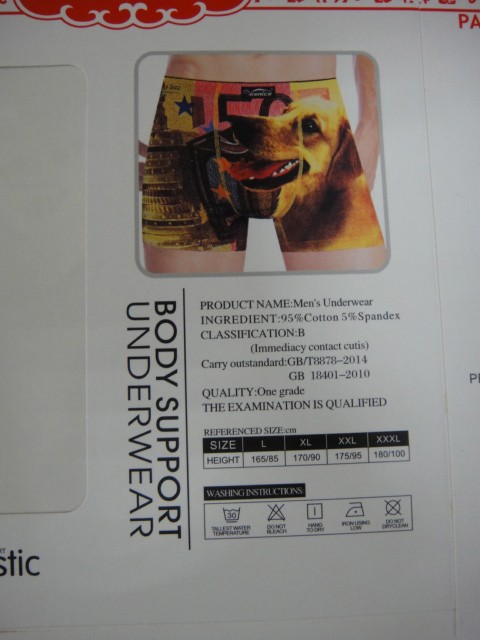 PA
BODY SUPPORT
UNDERWEAR
PRODUCT NAME:Men's Underwear
INGREDIENT:95%Cotton 5%Spandex
CLASSIFICATION:B
(Immediacy contact cutis)
Carry outstandard:GB/T8878-2014
GB 18401-2010
QUALITY:One grade
THE EXAMINATION IS QUALIFIED
REFERENCED SIZE:cm
SIZE L XL XXL XXXL
HEIGHT 165/85 170/90 175/95 180/100
WASHING INSTRUCTIONS:
30
TALLEST WATER TEMPERATURE
DO NOT BLEACH
HANG TO DRY
IRON USING LOW
DO NOT DRYCLEAN
stic